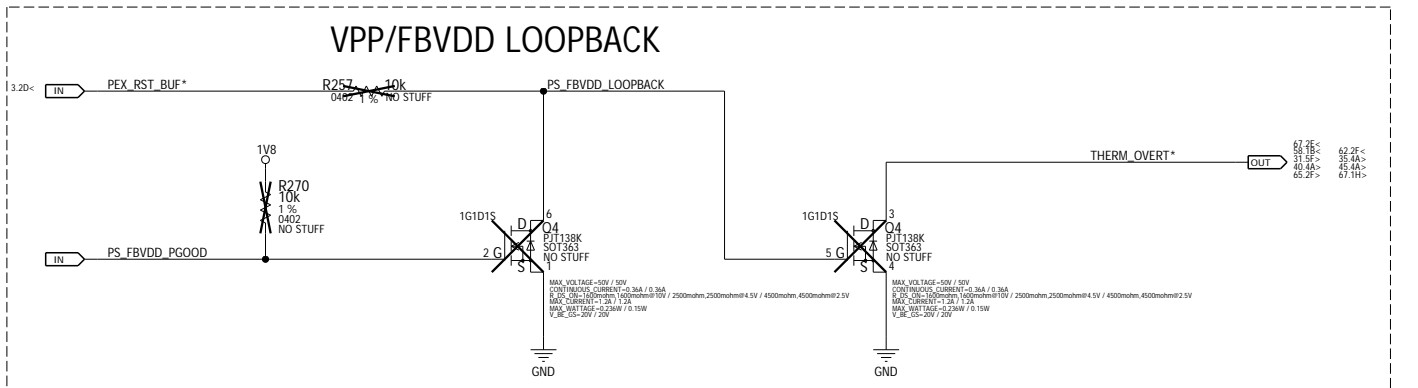 VPP/FBVDD LOOPBACK
3.2D<
IN
PEX_RST_BUF*
R257
10k
0402
1 %
NO STUFF
PS_FBVDD_LOOPBACK
1V8
R270
10k
1 %
0402
NO STUFF
THERM_OVERT*
OUT
67.2E<
58.1B< 62.2F<
31.5F> 35.4A>
40.4A> 45.4A>
65.2F> 67.1H>
IN
PS_FBVDD_PGOOD
1G1D1S
6
D
Q4
PJT138K
SOT363
NO STUFF
2 G
S
1
MAX_VOLTAGE=50V / 50V
CONTINUOUS_CURRENT=0.36A / 0.36A
R_DS_ON=1600mohm,1600mohm@10V / 2500mohm,2500mohm@4.5V / 4500mohm,4500mohm@2.5V
MAX_CURRENT=1.2A / 1.2A
MAX_WATTAGE=0.236W / 0.15W
V_BE_GS=20V / 20V
GND
1G1D1S
3
D
Q4
PJT138K
SOT363
NO STUFF
5 G
S
4
MAX_VOLTAGE=50V / 50V
CONTINUOUS_CURRENT=0.36A / 0.36A
R_DS_ON=1600mohm,1600mohm@10V / 2500mohm,2500mohm@4.5V / 4500mohm,4500mohm@2.5V
MAX_CURRENT=1.2A / 1.2A
MAX_WATTAGE=0.236W / 0.15W
V_BE_GS=20V / 20V
GND